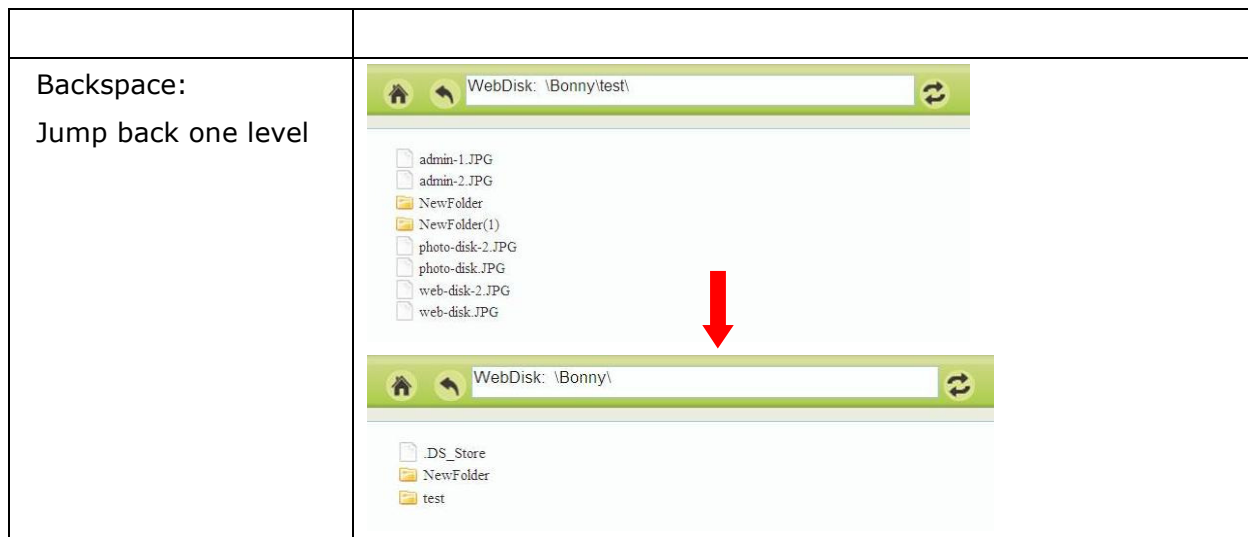 Backspace:
Jump back one level
WebDisk: \Bonny\test\
admin-1.JPG
admin-2.JPG
NewFolder
NewFolder(1)
photo-disk-2.JPG
photo-disk.JPG
web-disk-2.JPG
web-disk.JPG
WebDisk: \Bonny\
.DS_Store
NewFolder
test